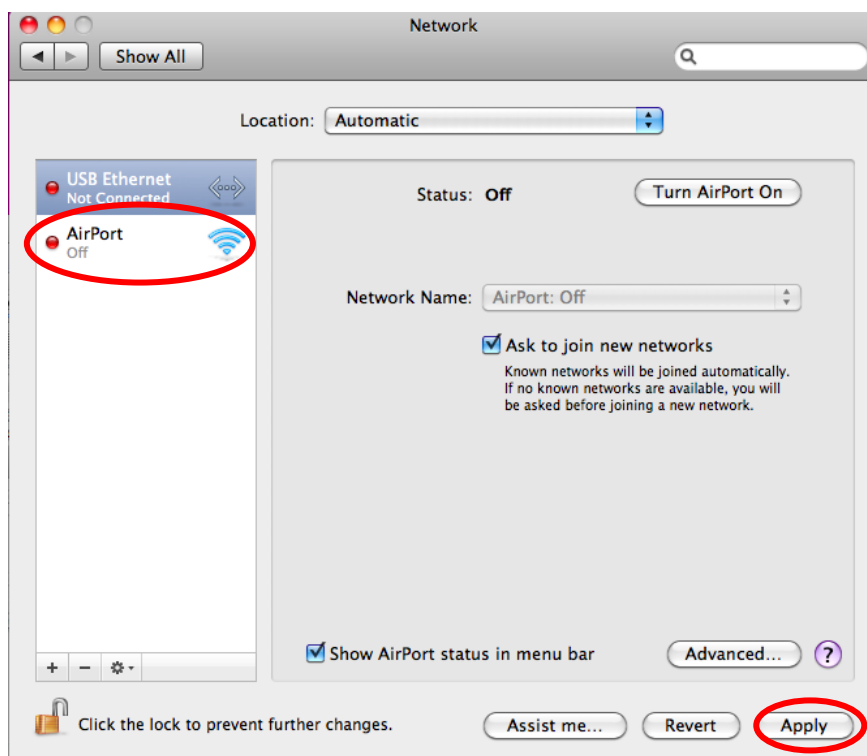 Network
Show All
Location: Automatic
USB Ethernet
Not Connected
AirPort
Off
Status: Off
Turn AirPort On
Network Name: AirPort: Off
Ask to join new networks
Known networks will be joined automatically.
If no known networks are available, you will
be asked before joining a new network.
Show AirPort status in menu bar
Advanced...
?
Click the lock to prevent further changes.
Assist me...
Revert
Apply